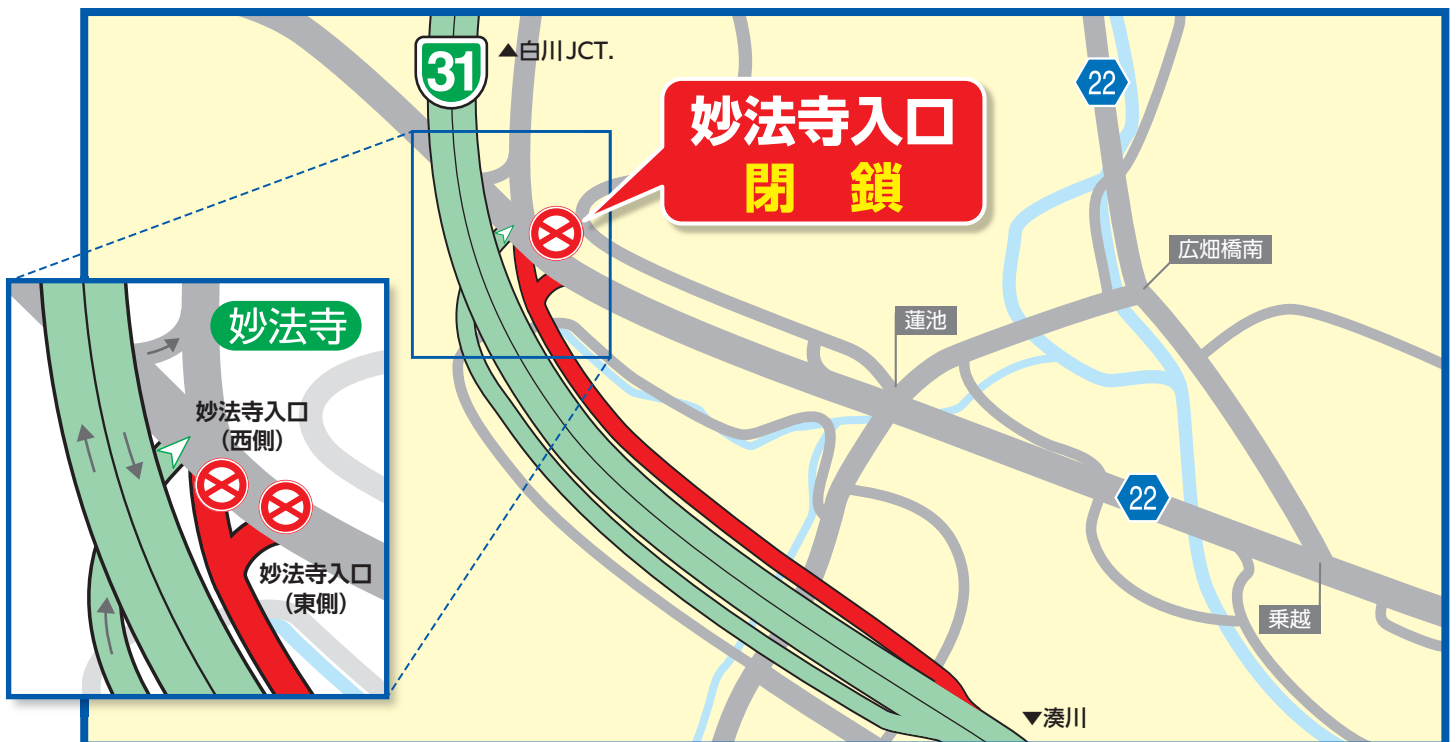 31
▲白川JCT.
22
妙法寺入口
閉 鎖
広畑橋南
蓮池
妙法寺
妙法寺入口
（西側）
妙法寺入口
（東側）
22
乗越
▼湊川